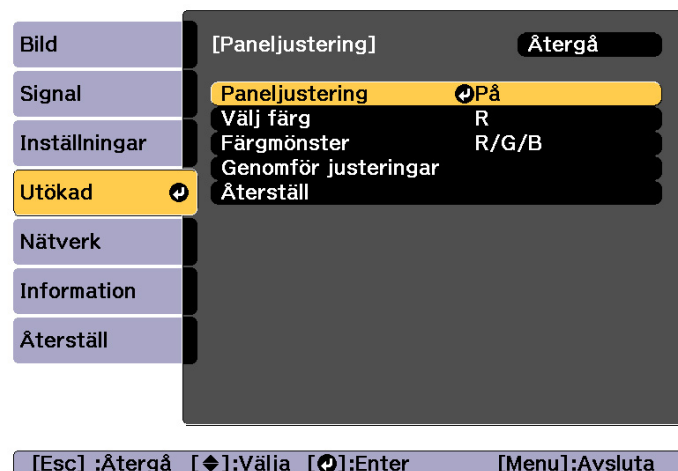 Bild
Signal
Inställningar
Utökad
Nätverk
Information
Återställ
[Paneljustering] Återgå
Paneljustering På
Välj färg R
Färgmönster R/G/B
Genomför justeringar
Återställ
[Esc] :Återgå [◆]:Välja [↵]:Enter [Menu]:Avsluta